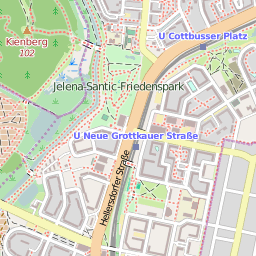 U Cottbusser Platz
Kienberg
102
Jelena-Santic-Friedenspark
U Neue Grottkauer Straße
Hellersdorfer Straße